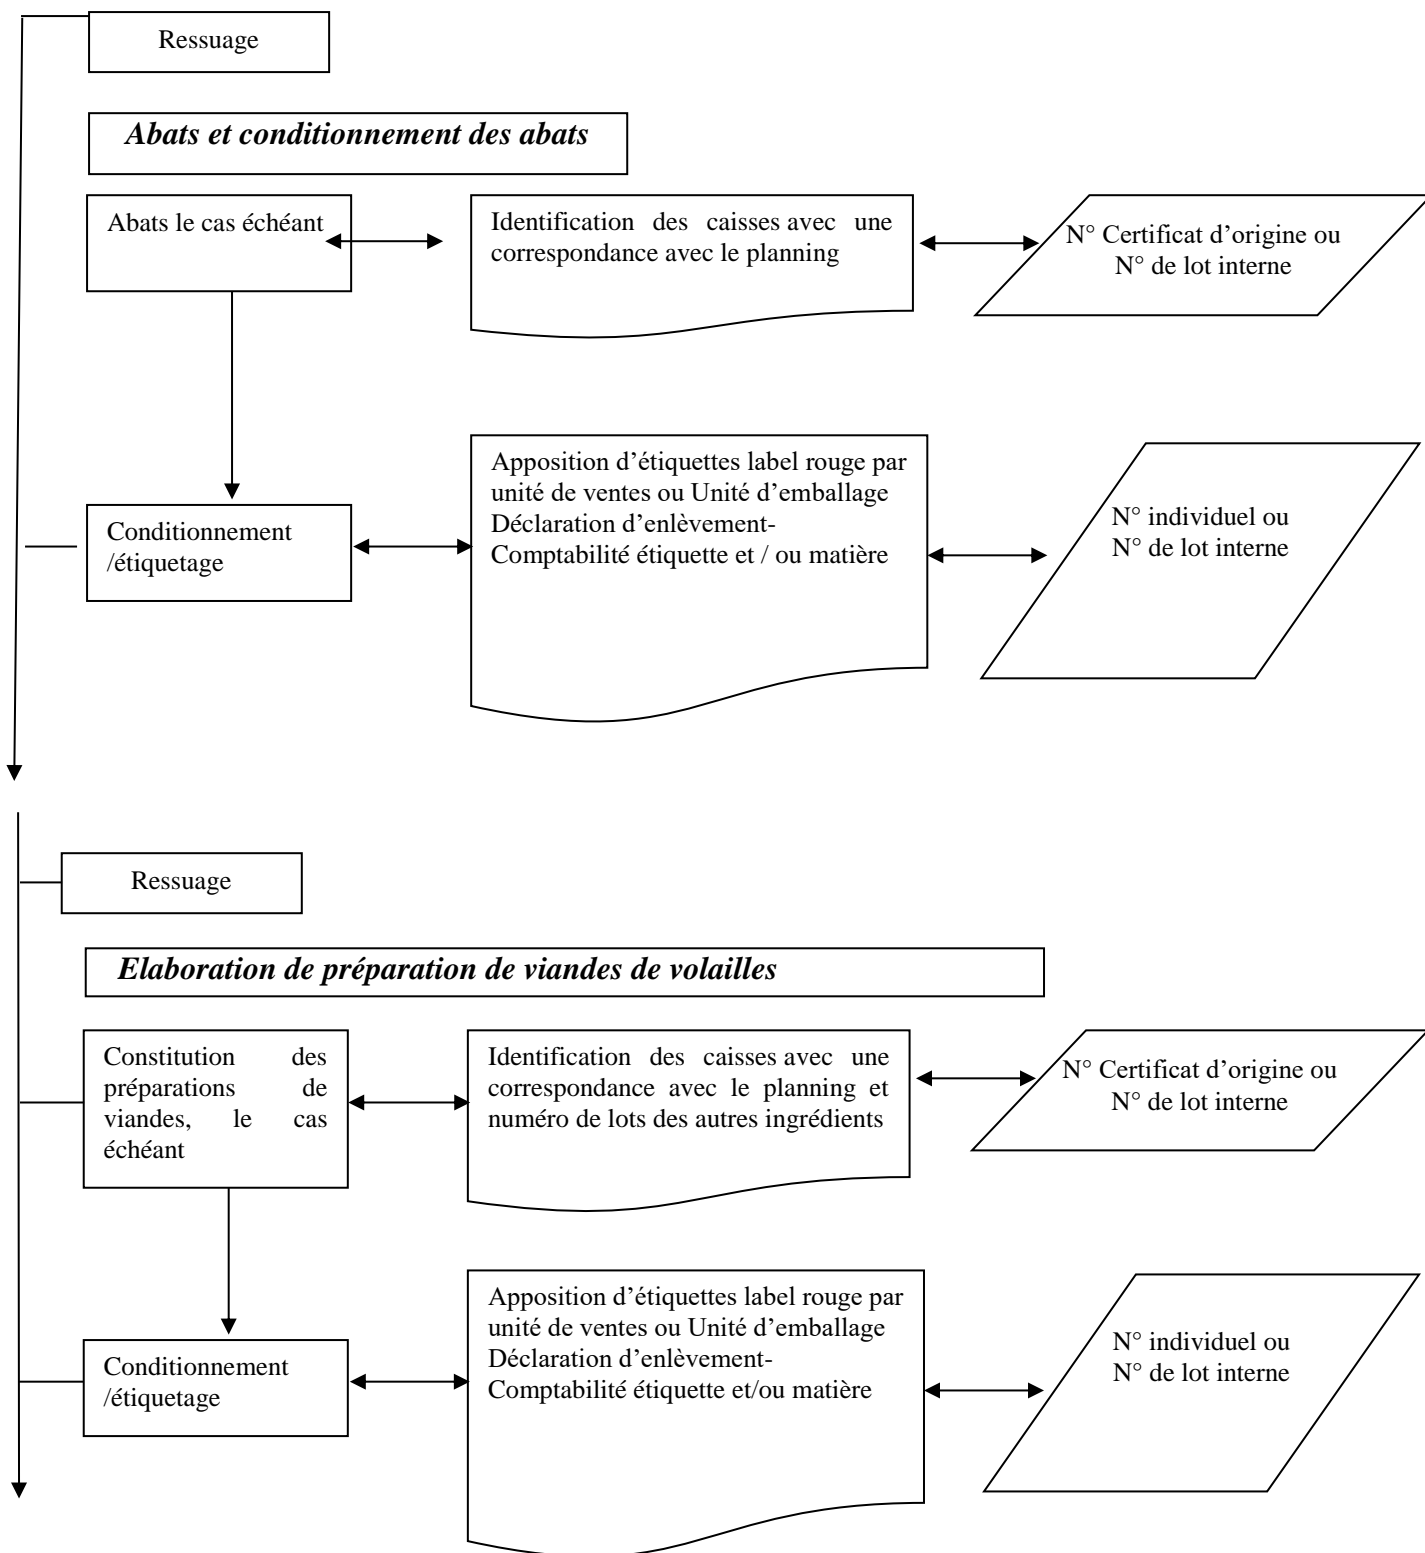 Ressuage
Abats et conditionnement des abats
Abats le cas échéant
Identification des caisses avec une
correspondance avec le planning
N° Certificat d'origine ou
N° de lot interne
Apposition d'étiquettes label rouge par
unité de ventes ou Unité d'emballage
Déclaration d'enlèvement-
Comptabilité étiquette et / ou matière
N° individuel ou
N° de lot interne
Conditionnement
/étiquetage
Ressuage
Elaboration de préparation de viandes de volailles
Constitution des
préparations de
viandes, le cas
échéant
Identification des caisses avec une
correspondance avec le planning et
numéro de lots des autres ingrédients
N° Certificat d'origine ou
N° de lot interne
Apposition d'étiquettes label rouge par
unité de ventes ou Unité d'emballage
Déclaration d'enlèvement-
Comptabilité étiquette et/ou matière
N° individuel ou
N° de lot interne
Conditionnement
/étiquetage